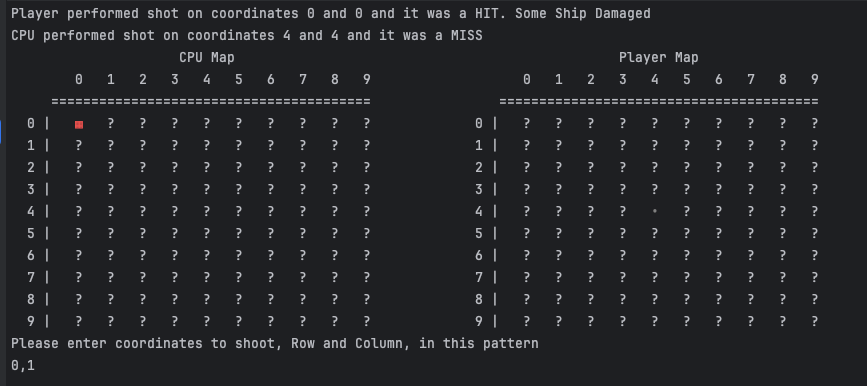 Player performed shot on coordinates 0 and 0 and it was a HIT. Some Ship Damaged
CPU performed shot on coordinates 4 and 4 and it was a MISS
CPU Map Player Map
0 1 2 3 4 5 6 7 8 9 0 1 2 3 4 5 6 7 8 9
======================================== ========================================
0 | ▦ ? ? ? ? ? ? ? ? ? 0 | ? ? ? ? ? ? ? ? ? ?
1 | ? ? ? ? ? ? ? ? ? ? 1 | ? ? ? ? ? ? ? ? ? ?
2 | ? ? ? ? ? ? ? ? ? ? 2 | ? ? ? ? ? ? ? ? ? ?
3 | ? ? ? ? ? ? ? ? ? ? 3 | ? ? ? ? ? ? ? ? ? ?
4 | ? ? ? ? ? ? ? ? ? ? 4 | ? ? ? ? • ? ? ? ? ?
5 | ? ? ? ? ? ? ? ? ? ? 5 | ? ? ? ? ? ? ? ? ? ?
6 | ? ? ? ? ? ? ? ? ? ? 6 | ? ? ? ? ? ? ? ? ? ?
7 | ? ? ? ? ? ? ? ? ? ? 7 | ? ? ? ? ? ? ? ? ? ?
8 | ? ? ? ? ? ? ? ? ? ? 8 | ? ? ? ? ? ? ? ? ? ?
9 | ? ? ? ? ? ? ? ? ? ? 9 | ? ? ? ? ? ? ? ? ? ?
Please enter coordinates to shoot, Row and Column, in this pattern
0,1